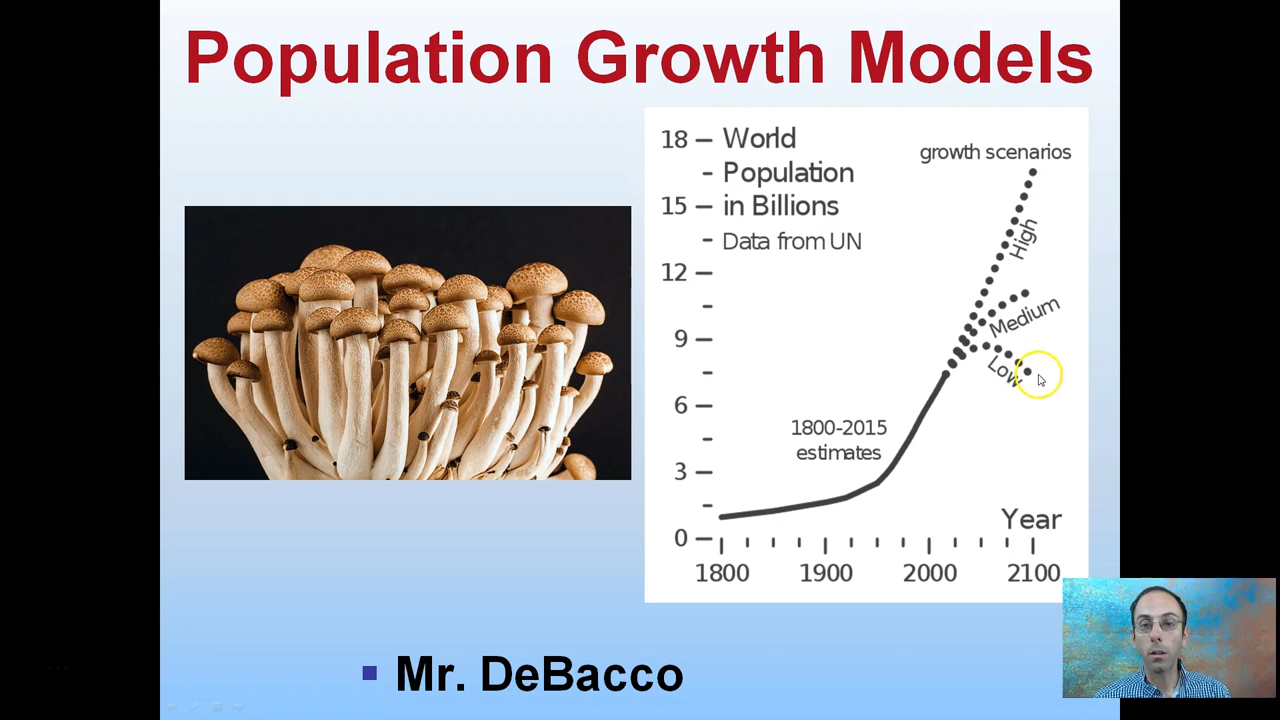 Population Growth Models
18
World
Population
15
in Billions
Data from UN
12
9
6
3
0
growth scenarios
High
Medium
Low
1800-2015
estimates
Year
1800 1900 2000 2100
Mr. DeBacco